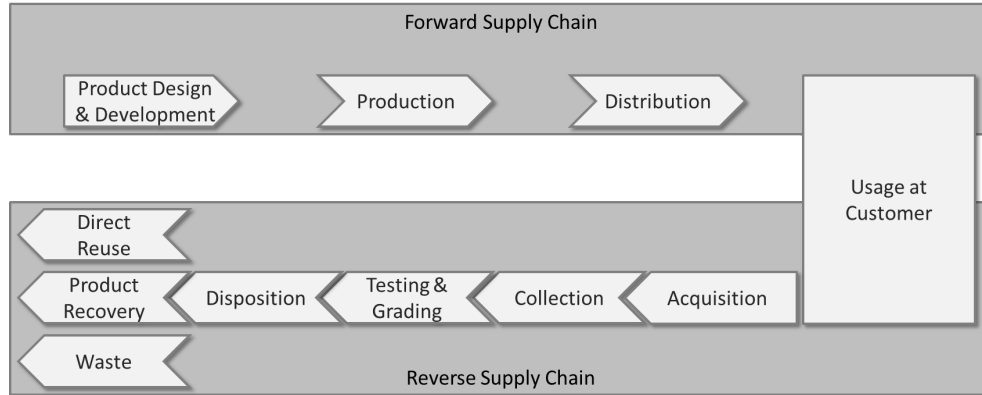 Forward Supply Chain
Product Design
& Development
Production
Distribution
Usage at
Customer
Direct
Reuse
Product
Recovery
Disposition
Testing &
Grading
Collection
Acquisition
Waste
Reverse Supply Chain